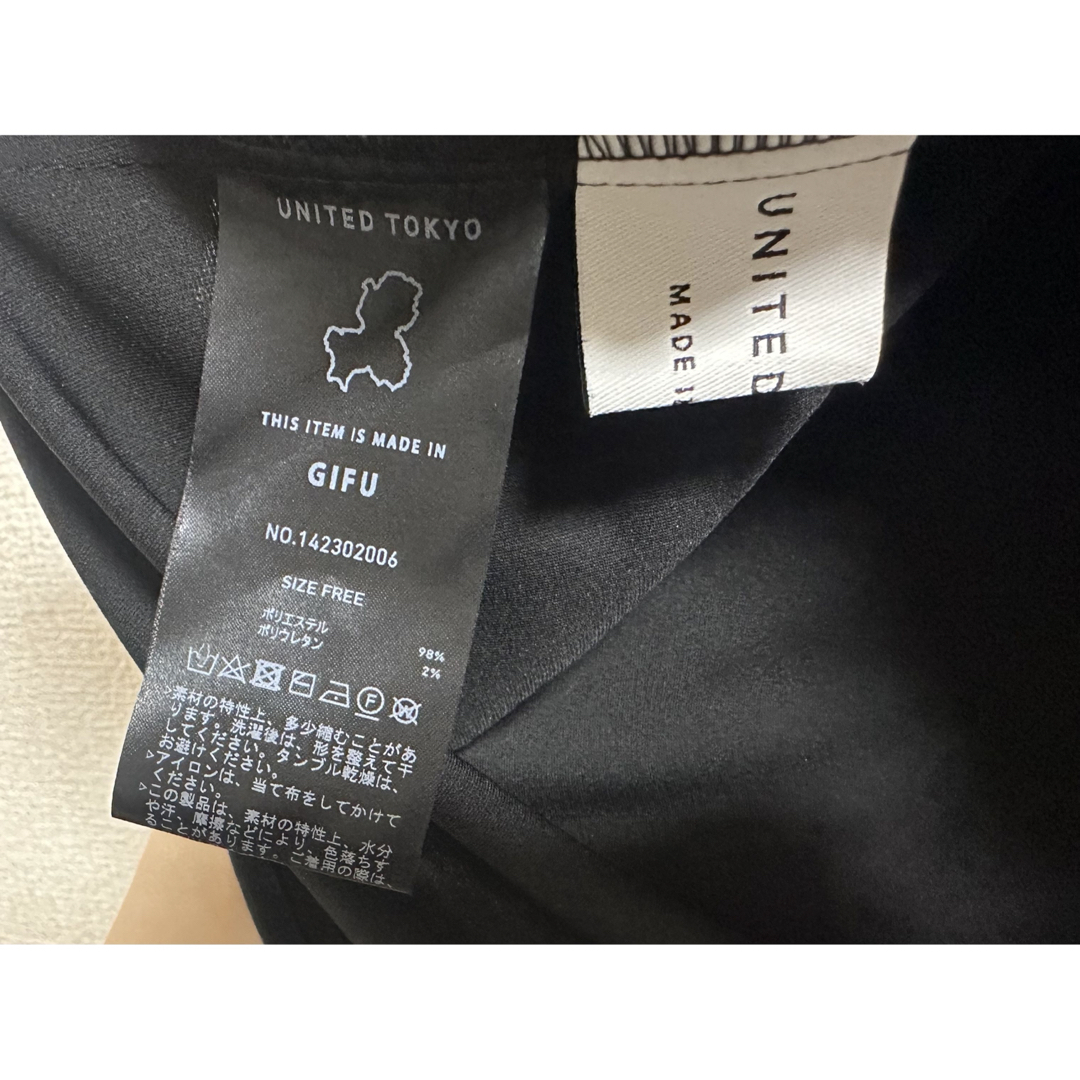 UNITED TOKYO
THIS ITEM IS MADE IN
GIFU
NO.142302006
SIZE FREE
ポリエステル 98%
ポリウレタン 2%
F
W
▷素材の特性上、多少縮むことがあ
ります。洗濯後は、形を整えて干
してください。タンブル乾燥は、
お避けください。
▷アイロンは、当て布をしてかけて
ください。
▷この製品は、素材の特性上、水分
や汗、摩擦などにより、色落ちす
ることがあります。ご着用の際は、
UNITED
MADE I